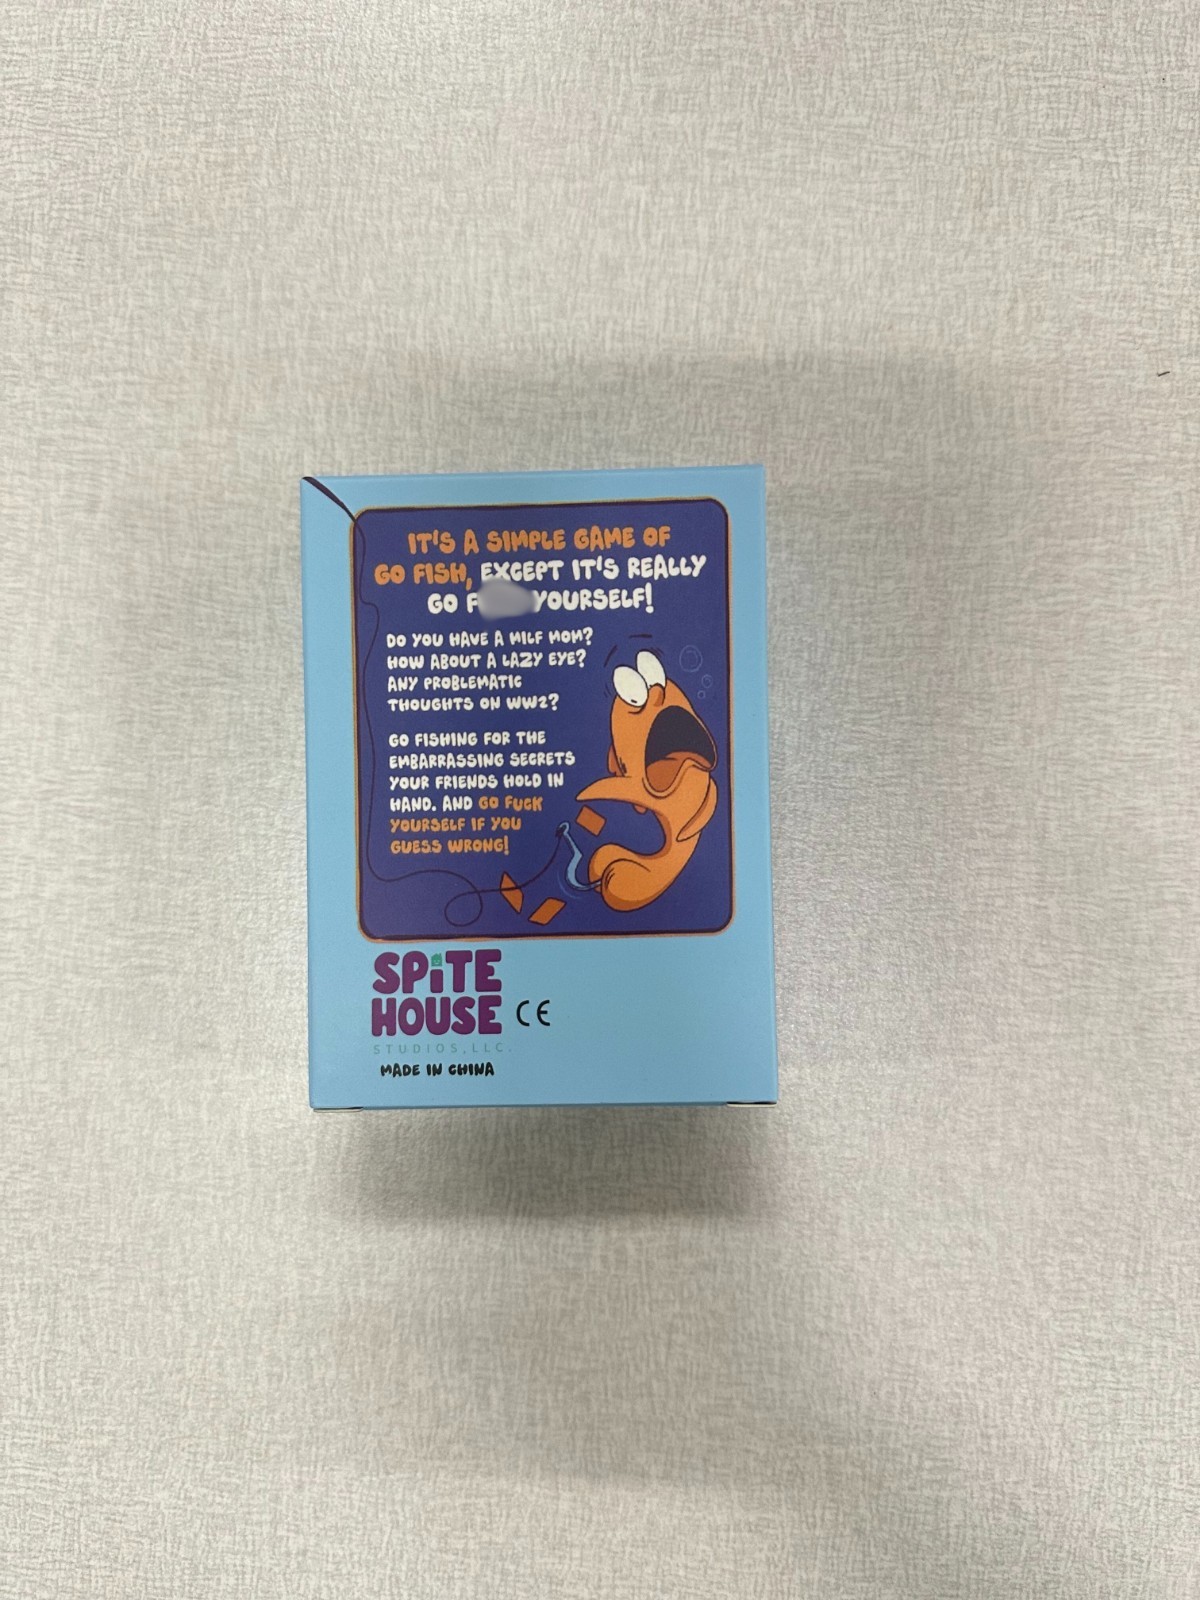 IT'S A SIMPLE GAME OF
GO FISH, EXCEPT IT'S REALLY
GO YOURSELF!
DO YOU HAVE A MILF MOM?
HOW ABOUT A LAZY EYE?
ANY PROBLEMATIC
THOUGHTS ON WW2?
GO FISHING FOR THE
EMBARRASSING SECRETS
YOUR FRIENDS HOLD IN
HAND. AND GO FUCK
YOURSELF IF YOU
GUESS WRONG!
SPiTE
HOUSE CE
STUDIOS, LLC.
MADE IN CHINA